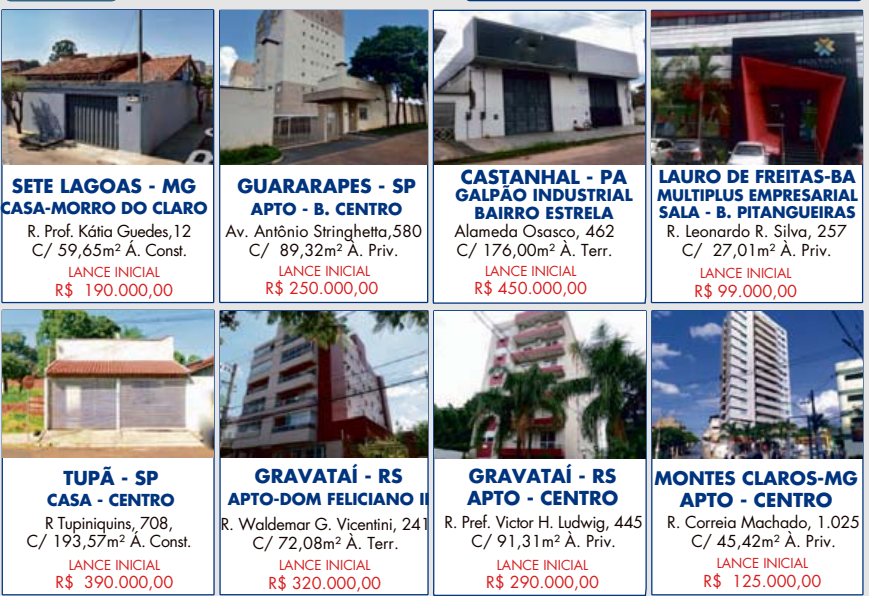 SETE LAGOAS - MG
CASA-MORRO DO CLARO
R. Prof. Kátia Guedes,12
C/ 59,65m² Á. Const.
LANCE INICIAL
R$ 190.000,00
GUARARAPES - SP
APTO - B. CENTRO
Av. Antônio Stringhetta,580
C/ 89,32m² À. Priv.
LANCE INICIAL
R$ 250.000,00
CASTANHAL - PA
GALPÃO INDUSTRIAL
BAIRRO ESTRELA
Alameda Osasco, 462
C/ 176,00m² À. Terr.
LANCE INICIAL
R$ 450.000,00
MULTIPLUS
LAURO DE FREITAS-BA
MULTIPLUS EMPRESARIAL
SALA - B. PITANGUEIRAS
R. Leonardo R. Silva, 257
C/ 27,01m² À. Priv.
LANCE INICIAL
R$ 99.000,00
TUPÃ - SP
CASA - CENTRO
R Tupiniquins, 708,
C/ 193,57m² Á. Const.
LANCE INICIAL
R$ 390.000,00
GRAVATAÍ - RS
APTO-DOM FELICIANO II
R. Waldemar G. Vicentini, 241
C/ 72,08m² À. Terr.
LANCE INICIAL
R$ 320.000,00
GRAVATAÍ - RS
APTO - CENTRO
R. Pref. Victor H. Ludwig, 445
C/ 91,31m² À. Priv.
LANCE INICIAL
R$ 290.000,00
MONTES CLAROS-MG
APTO - CENTRO
R. Correia Machado, 1.025
C/ 45,42m² À. Priv.
LANCE INICIAL
R$ 125.000,00